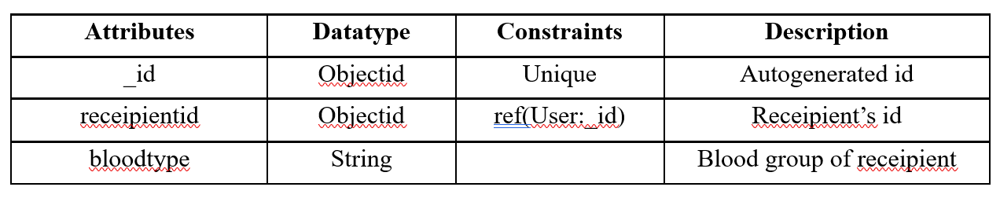 Attributes Datatype Constraints Description
_id Objectid Unique Autogenerated id
receipientid Objectid ref(User:_id) Receipient’s id
bloodtype String Blood group of receipient